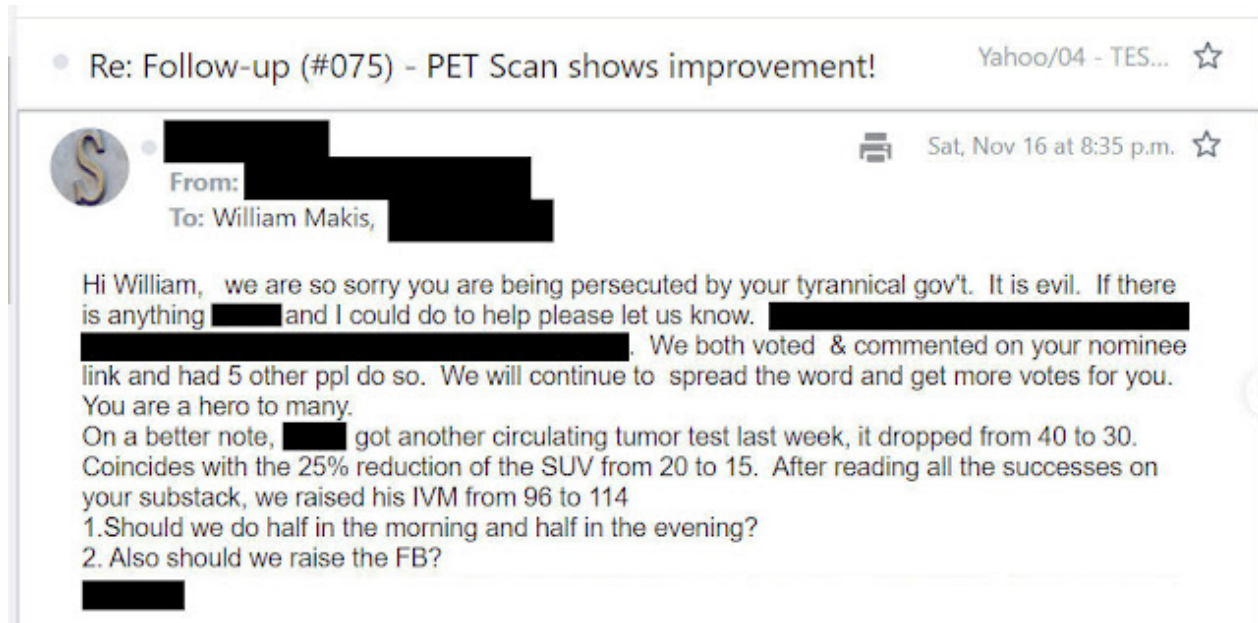 Re: Follow-up (#075) - PET Scan shows improvement!
Yahoo/04 - TES...
S
Sat, Nov 16 at 8:35 p.m.
From:
To: William Makis,
Hi William, we are so sorry you are being persecuted by your tyrannical gov't. It is evil. If there
is anything and I could do to help please let us know.
. We both voted & commented on your nominee
link and had 5 other ppl do so. We will continue to spread the word and get more votes for you.
You are a hero to many.
On a better note, got another circulating tumor test last week, it dropped from 40 to 30.
Coincides with the 25% reduction of the SUV from 20 to 15. After reading all the successes on
your substack, we raised his IVM from 96 to 114
1.Should we do half in the morning and half in the evening?
2. Also should we raise the FB?